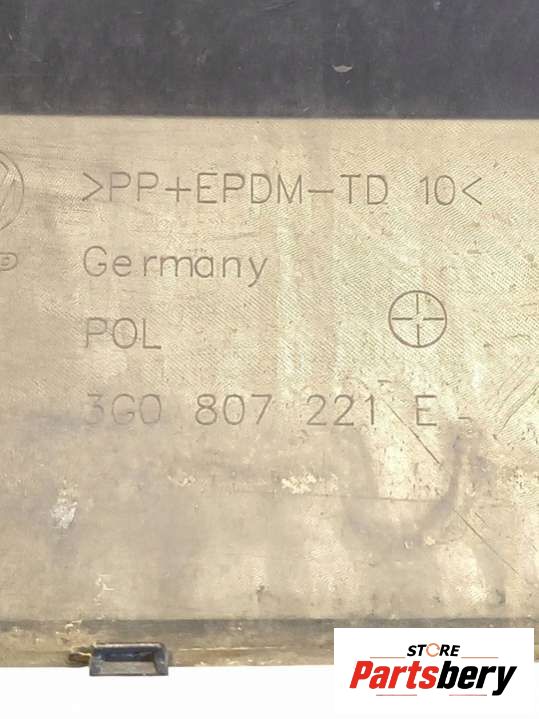 >PP+EPDM-TD 10<
Germany
POL
3G0 807 221 E
STORE
Partsbery